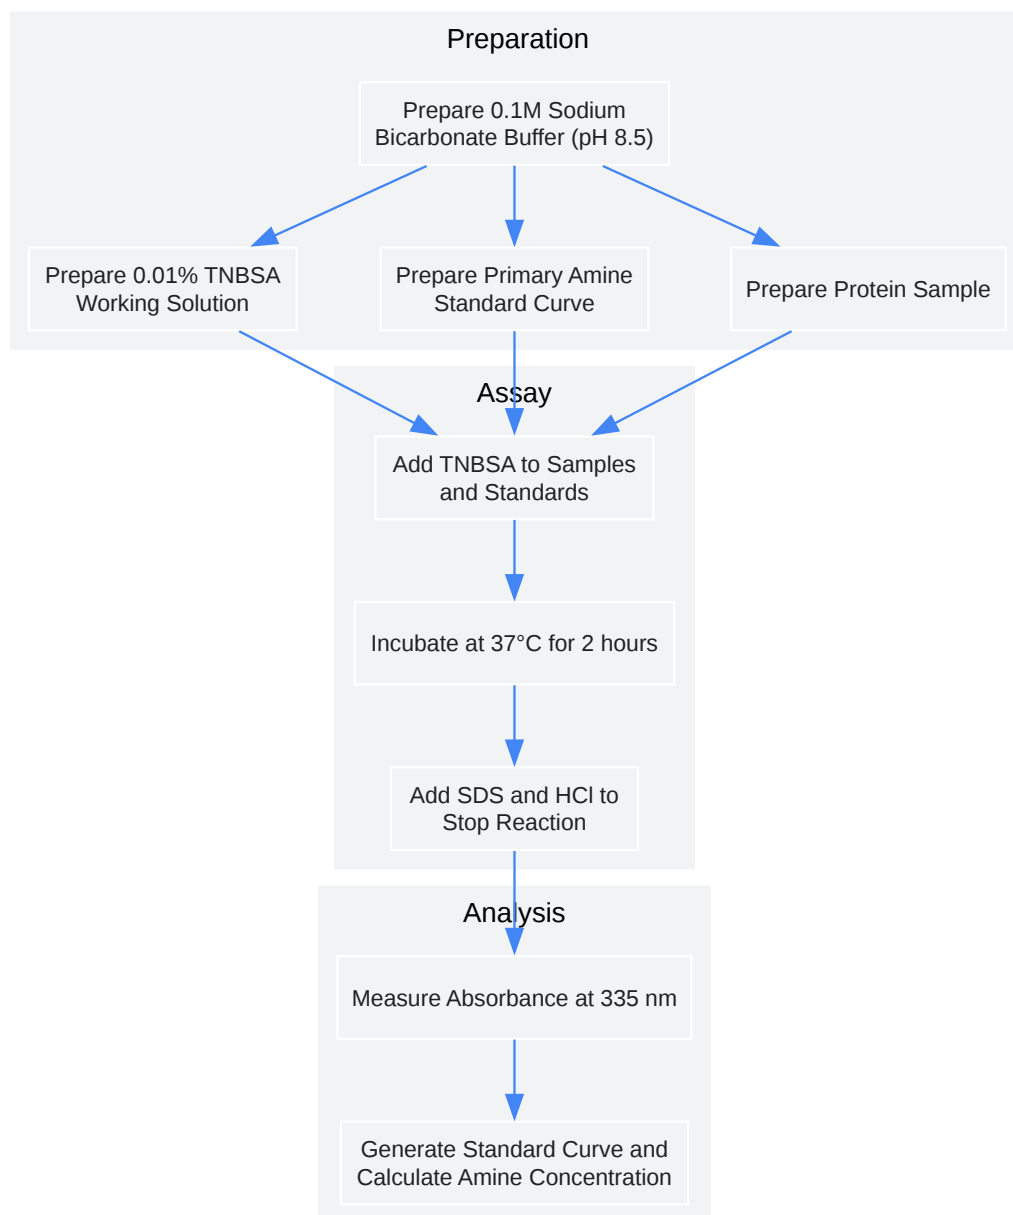 Preparation
Prepare 0.1M Sodium
Bicarbonate Buffer (pH 8.5)
Prepare 0.01% TNBSA
Working Solution
Prepare Primary Amine
Standard Curve
Prepare Protein Sample
Assay
Add TNBSA to Samples
and Standards
Incubate at 37°C for 2 hours
Add SDS and HCl to
Stop Reaction
Analysis
Measure Absorbance at 335 nm
Generate Standard Curve and
Calculate Amine Concentration